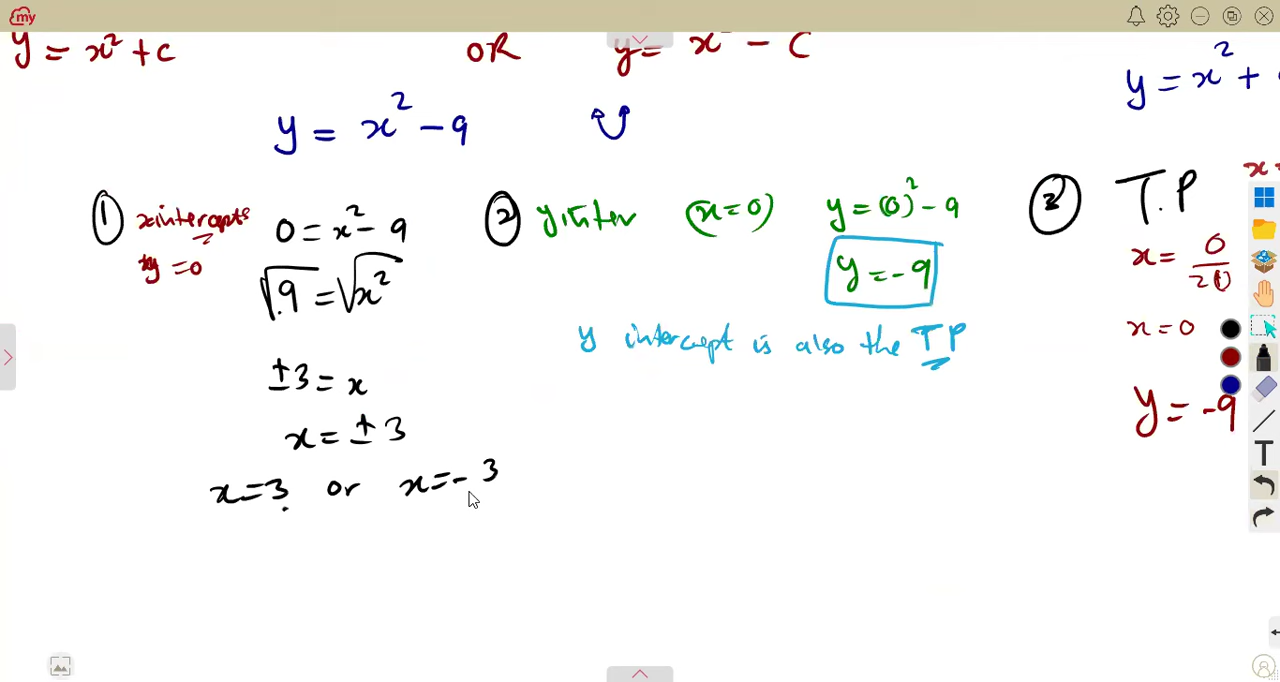 my
y = x² + c OR y = x - c
y = x² +
y = x² - 9
① x intercepts
y = 0
0 = x² - 9
√9 = √x²
±3 = x
x = ±3
x = 3 or x = -3
② y inter (x = 0) y = (0)² - 9
y = -9
y intercept is also the TP
③ T.P
x = 0/2(1)
x = 0
y = -9
T